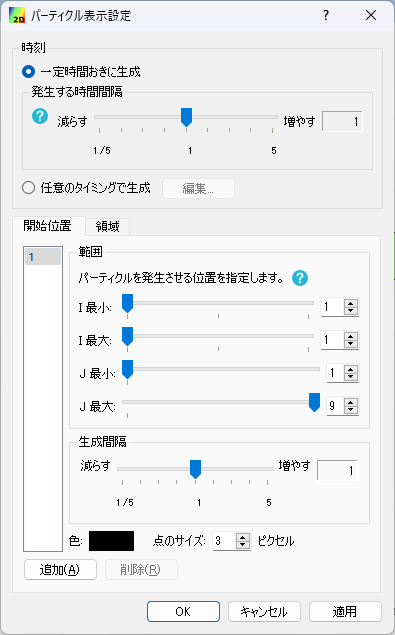 2D パーティクル表示設定 ? ×
時刻
一定時間おきに生成
発生する時間間隔
? 減らす 増やす 1
1/5 1 5
任意のタイミングで生成 編集...
開始位置 領域
1
範囲
パーティクルを発生させる位置を指定します。 ?
I 最小: 1
I 最大: 1
J 最小: 1
J 最大: 9
生成間隔
減らす 増やす 1
1/5 1 5
色: 点のサイズ: 3 ピクセル
追加(A) 削除(R)
OK キャンセル 適用